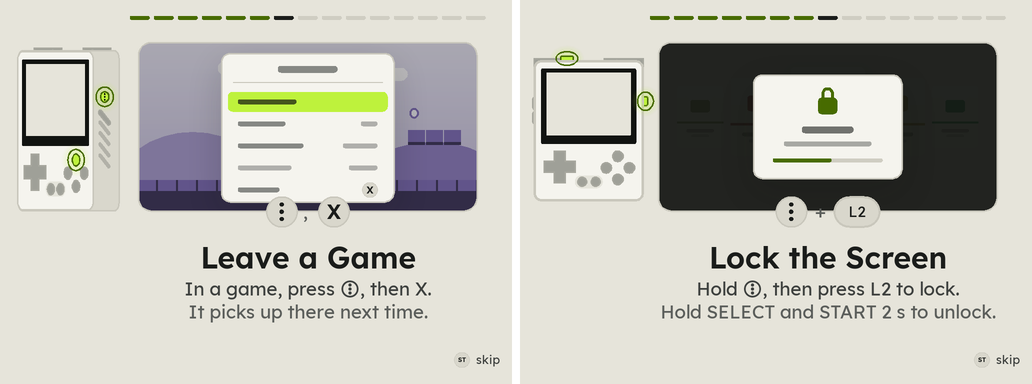 X
⋮ , X
Leave a Game
In a game, press ⋮, then X.
It picks up there next time.
ST skip
⋮ + L2
Lock the Screen
Hold ⋮, then press L2 to lock.
Hold SELECT and START 2 s to unlock.
ST skip